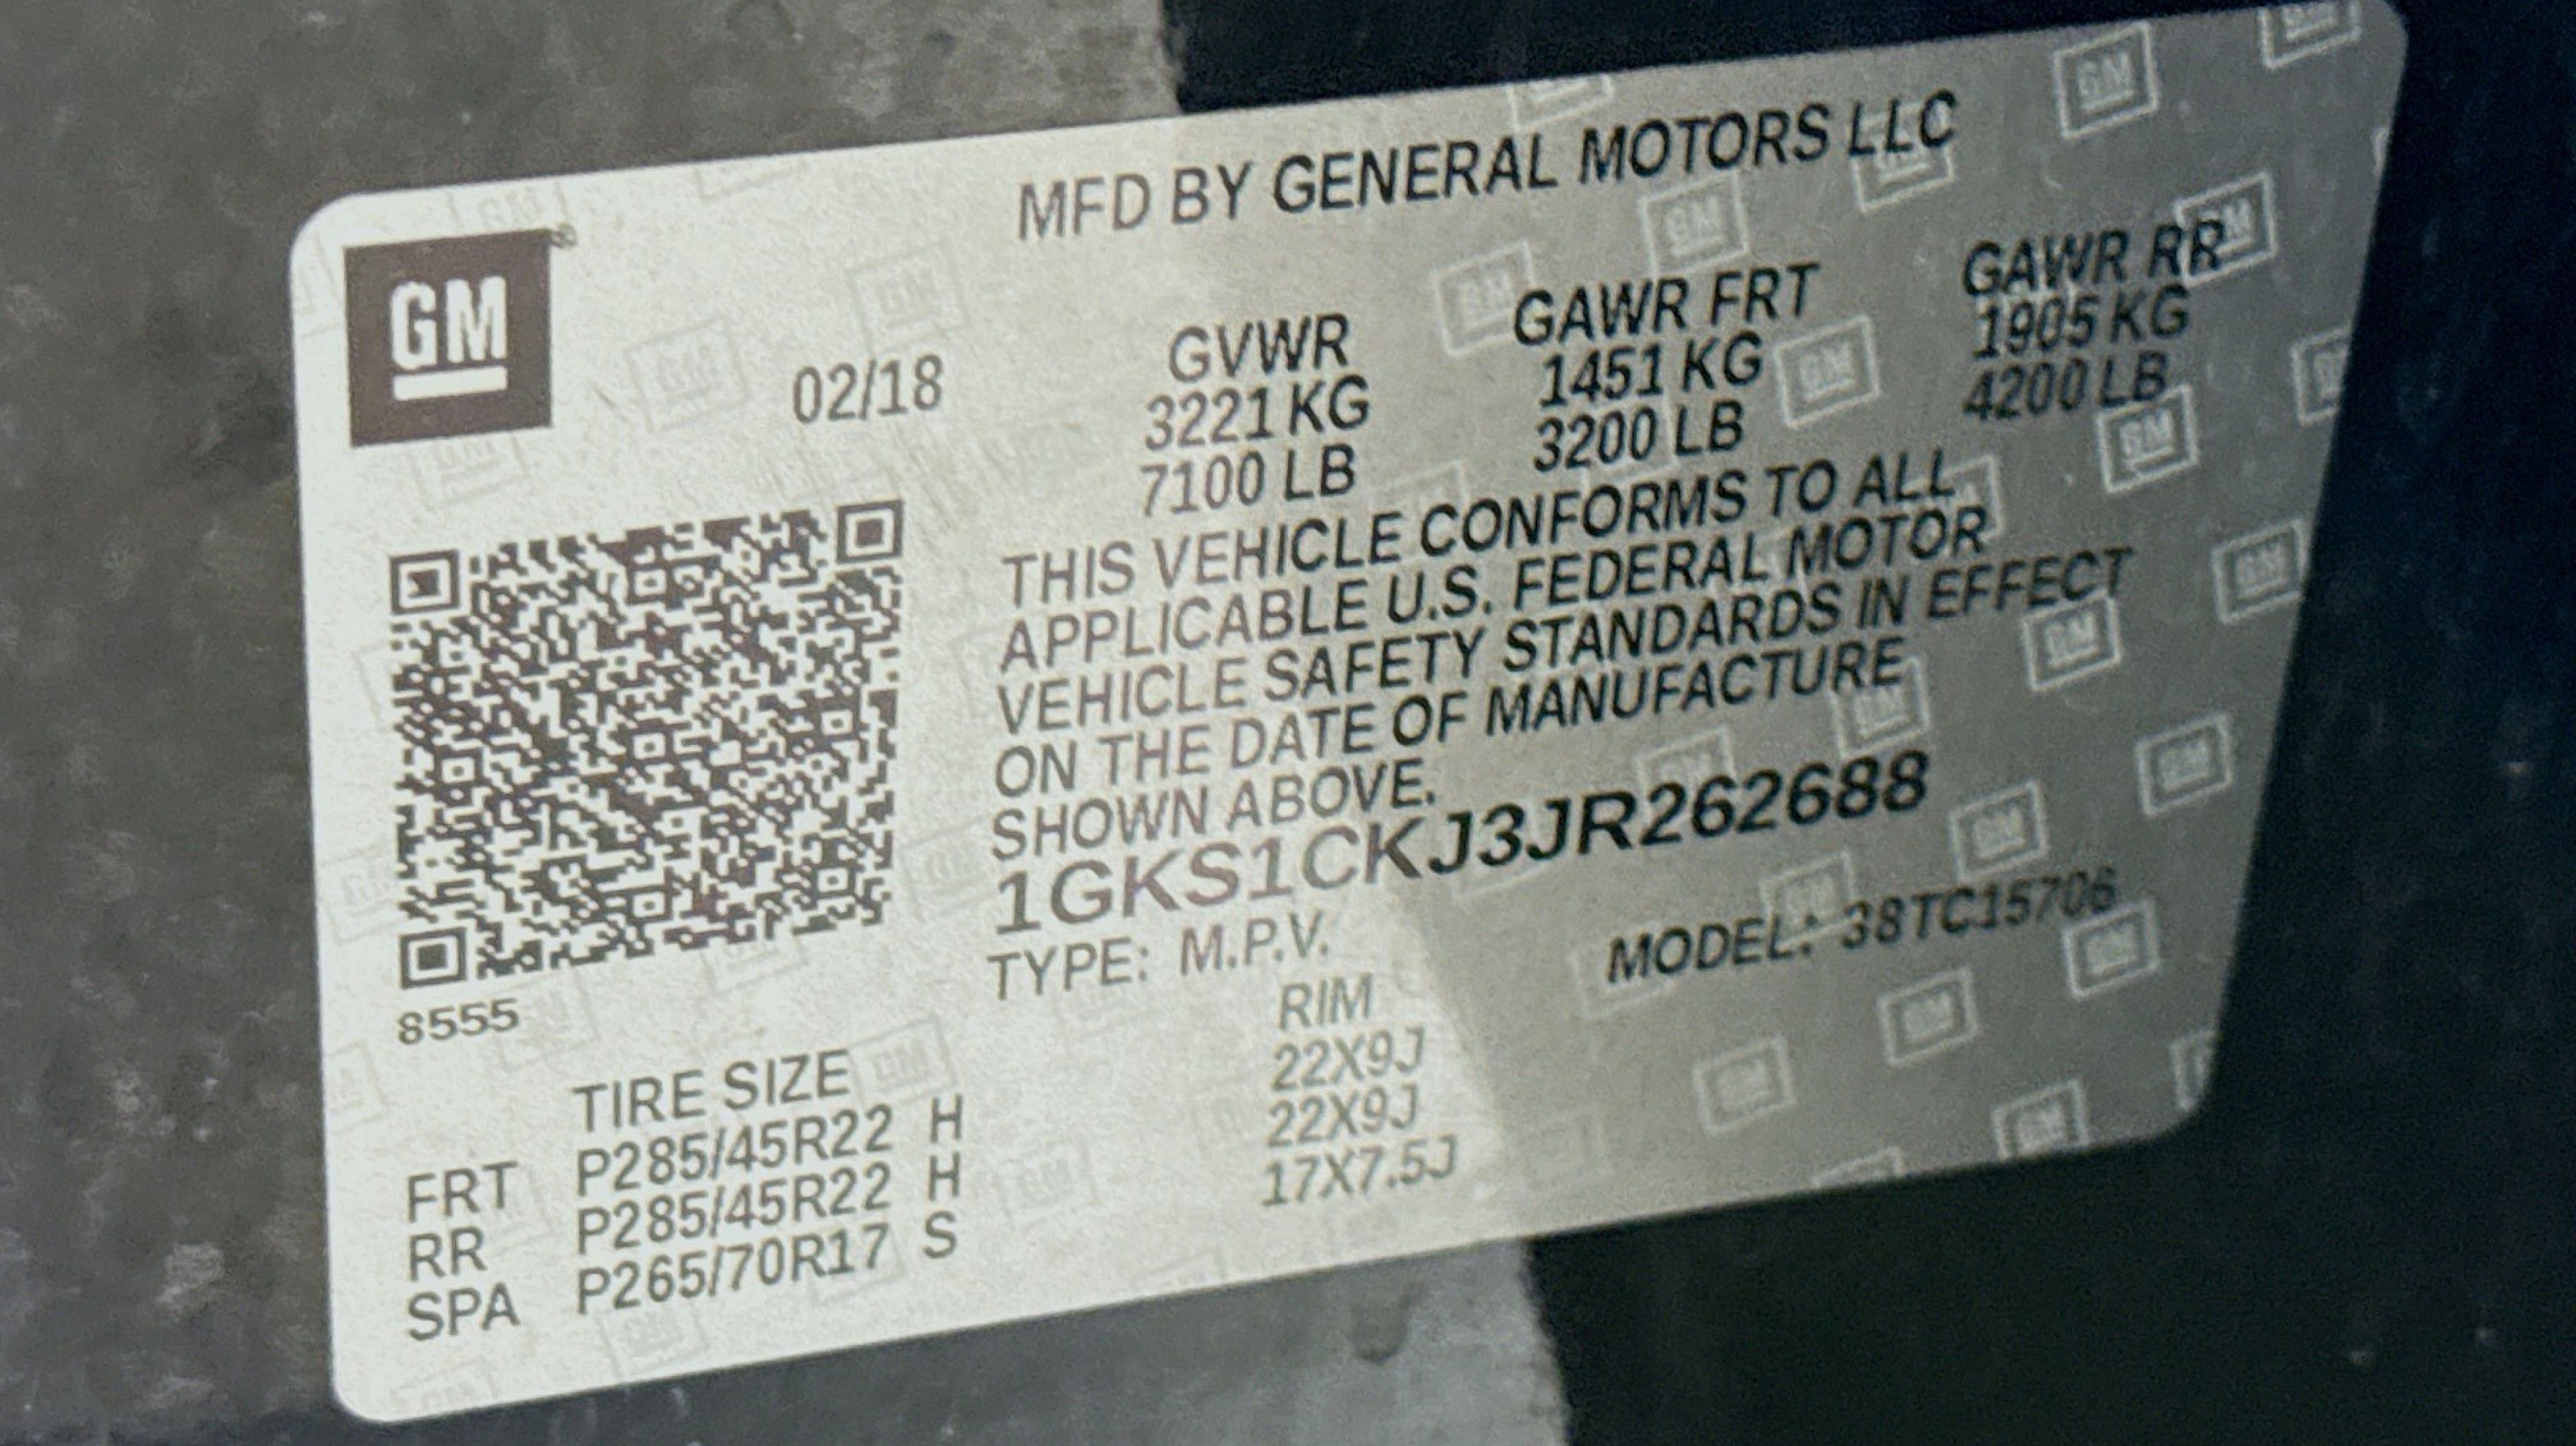 GM
MFD BY GENERAL MOTORS LLC
02/18
GVWR GAWR FRT GAWR RR
3221 KG 1451 KG 1905 KG
7100 LB 3200 LB 4200 LB
THIS VEHICLE CONFORMS TO ALL
APPLICABLE U.S. FEDERAL MOTOR
VEHICLE SAFETY STANDARDS IN EFFECT
ON THE DATE OF MANUFACTURE
SHOWN ABOVE.
1GKS1CKJ3JR262688
TYPE: M.P.V. MODEL: 38TC15706
8555
TIRE SIZE RIM
FRT P285/45R22 H 22X9J
RR P285/45R22 H 22X9J
SPA P265/70R17 S 17X7.5J